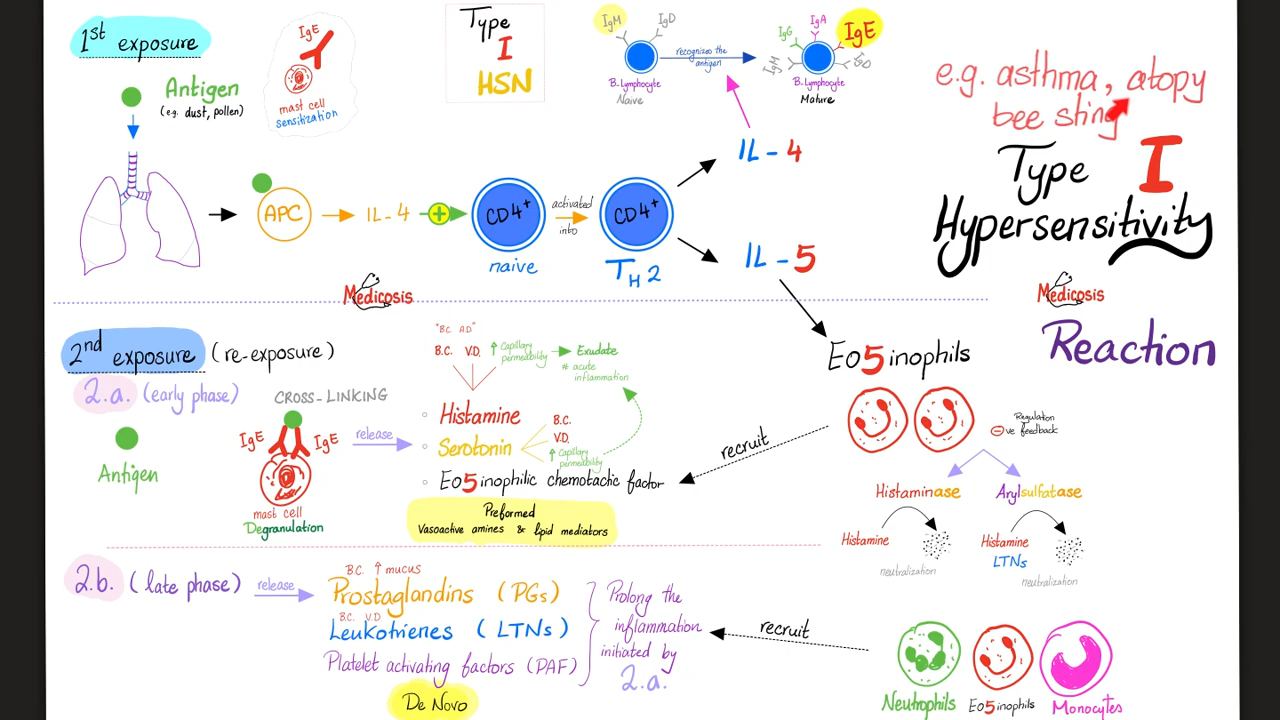 1st exposure
Antigen
(e.g. dust, pollen)
IgE
mast cell
sensitization
Type
I
HSN
IgM
IgD
B-Lymphocyte
Naive
recognizes the
antigen
IgM
IgG
IgA
IgE
IgD
B-Lymphocyte
Mature
e.g. asthma, atopy
bee sting
Type I
Hypersensitivity
Reaction
APC
IL-4
+
CD4+
naive
activated
into
CD4+
TH2
IL-4
IL-5
Medicosis
Medicosis
2nd exposure (re-exposure)
2.a. (early phase)
Antigen
CROSS-LINKING
IgE
IgE
mast cell
Degranulation
release
"B.C. A.D."
B.C. V.D. ↑ Capillary
permeability
Exudate
# acute
inflammation
Histamine
Serotonin
B.C.
V.D.
↑ Capillary
permeability
Eo5inophilic chemotactic factor
Preformed
Vasoactive amines & lipid mediators
recruit
Eo5inophils
Regulation
-ve feedback
Histaminase
Arylsulfatase
Histamine
neutralization
Histamine
LTNs
neutralization
2.b. (late phase)
release
B.C. ↑ mucus
Prostaglandins (PGs)
B.C. V.D.
Leukotrienes (LTNs)
Platelet activating factors (PAF)
De Novo
Prolong the
inflammation
initiated by
2.a.
recruit
Neutrophils
Eo5inophils
Monocytes